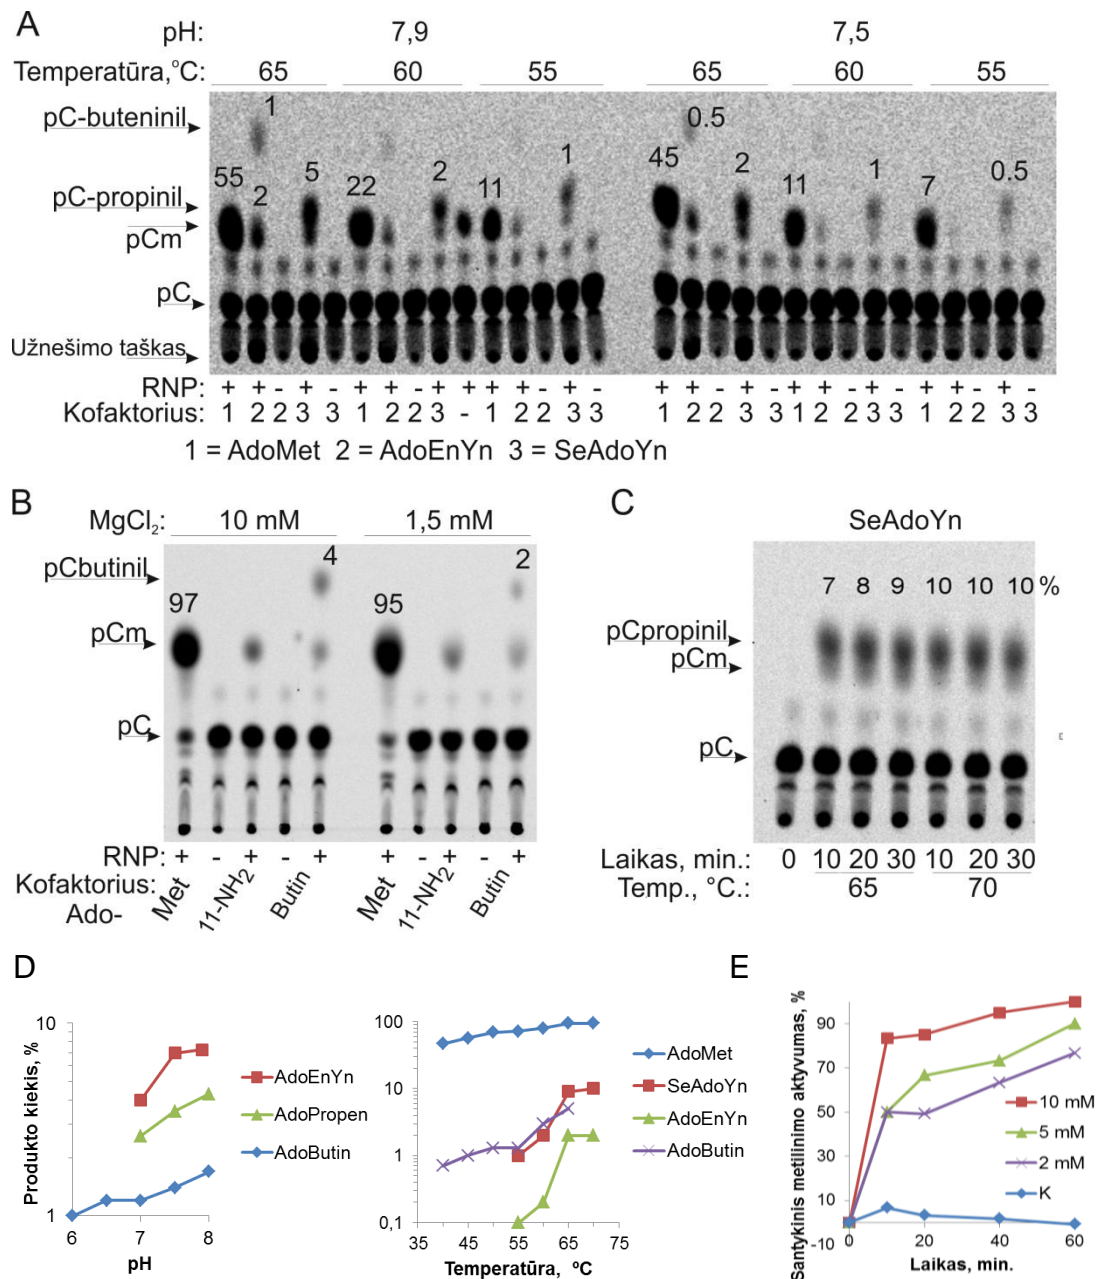 A
pH: 7,9 7,5
Temperatūra,°C: 65 60 55 65 60 55
pC-buteninil 1 0.5
55 2 5 22 2 11 1 45 2 11 1 7 0.5
pC-propinil
pCm
pC
Užnešimo taškas
RNP: + + - + - + + - + + + + - + - + + - + - + + - + - + + - + -
Kofaktorius: 1 2 2 3 3 1 2 2 3 - 1 2 2 3 3 1 2 2 3 3 1 2 2 3 3 1 2 2 3 3
1 = AdoMet 2 = AdoEnYn 3 = SeAdoYn
B
MgCl2: 10 mM 1,5 mM
pCbutinil 4 2
97 95
pCm
pC
RNP: + - + - + + - + - +
Kofaktorius:
Ado- Met 11-NH2 Butin Met 11-NH2 Butin
C
SeAdoYn
7 8 9 10 10 10 %
pCpropinil
pCm
pC
Laikas, min.: 0 10 20 30 10 20 30
Temp., °C.: 65 70
D
Produkto kiekis, %
10
1
6 7 8
pH
AdoEnYn
AdoPropen
AdoButin
100
10
1
0,1
35 45 55 65 75
Temperatūra, ºC
AdoMet
SeAdoYn
AdoEnYn
AdoButin
E
Santykinis metilinimo aktyvumas, %
90
70
50
30
10
-10
0 20 40 60
Laikas, min.
10 mM
5 mM
2 mM
K